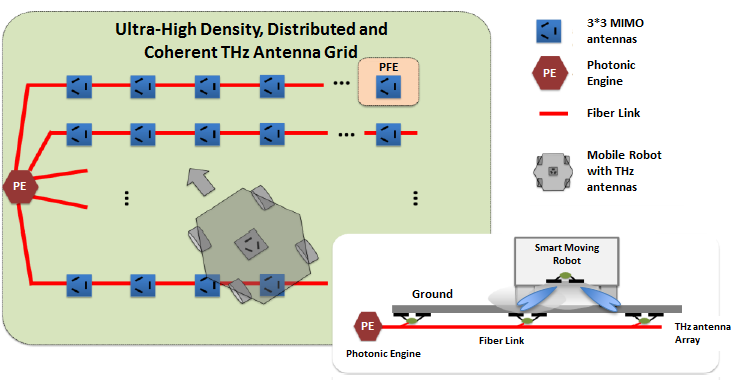 Ultra-High Density, Distributed and
Coherent THz Antenna Grid
PFE
PE
3*3 MIMO
antennas
PE
Photonic
Engine
Fiber Link
Mobile Robot
with THz
antennas
Smart Moving
Robot
Ground
PE
THz antenna
Array
Fiber Link
Photonic Engine